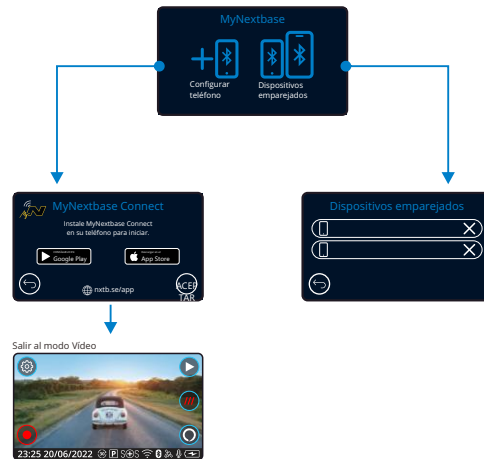 MyNextbase
Configurar
teléfono
Dispositivos
emparejados
MyNextbase Connect
Instale MyNextbase Connect
en su teléfono para iniciar.
Google Play
App Store
nxtb.se/app
ACEP
TAR
Dispositivos emparejados
Salir al modo Vídeo
23:25 20/06/2022